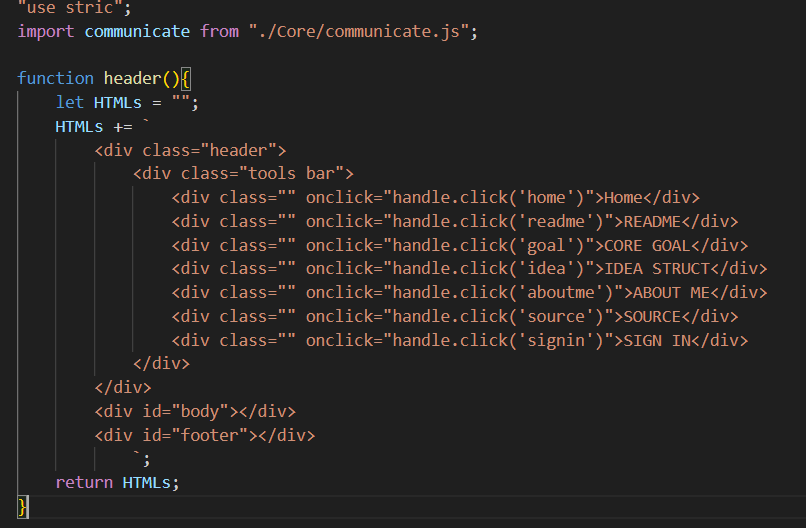 "use stric";
import communicate from "./Core/communicate.js";
function header(){
let HTMLs = "";
HTMLs += `
<div class="header">
<div class="tools bar">
<div class="" onclick="handle.click('home')">Home</div>
<div class="" onclick="handle.click('readme')">README</div>
<div class="" onclick="handle.click('goal')">CORE GOAL</div>
<div class="" onclick="handle.click('idea')">IDEA STRUCT</div>
<div class="" onclick="handle.click('aboutme')">ABOUT ME</div>
<div class="" onclick="handle.click('source')">SOURCE</div>
<div class="" onclick="handle.click('signin')">SIGN IN</div>
</div>
</div>
<div id="body"></div>
<div id="footer"></div>
`;
return HTMLs;
}